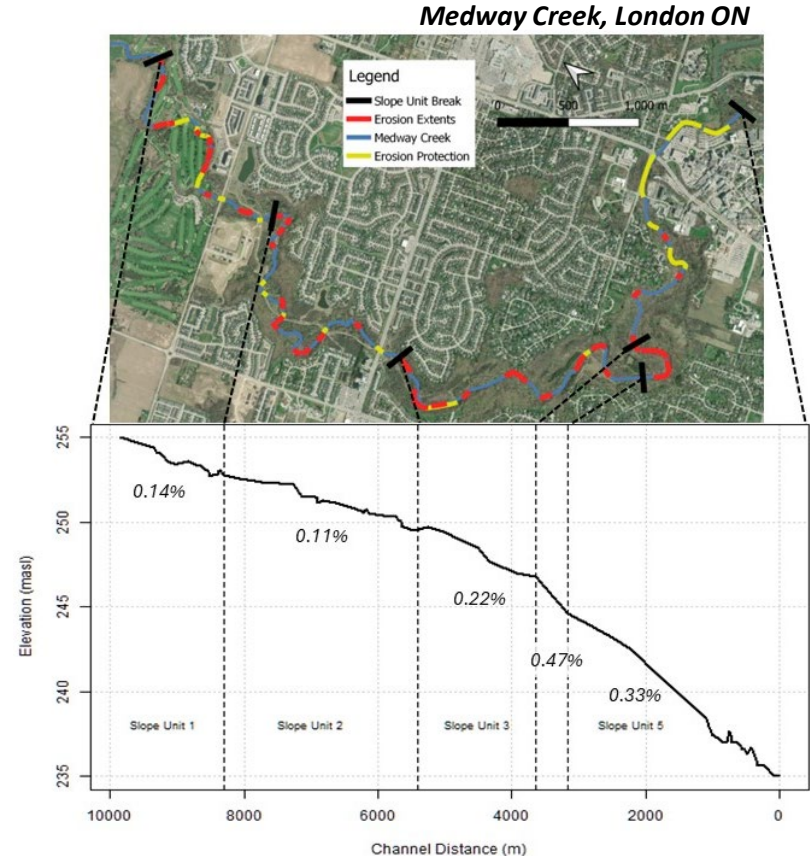 Medway Creek, London ON
Legend
Slope Unit Break
Erosion Extents
Medway Creek
Erosion Protection
0 500 1,000 m
255
250
245
240
235
Elevation (masl)
0.14%
0.11%
0.22%
0.47%
0.33%
Slope Unit 1
Slope Unit 2
Slope Unit 3
Slope Unit 5
10000 8000 6000 4000 2000 0
Channel Distance (m)